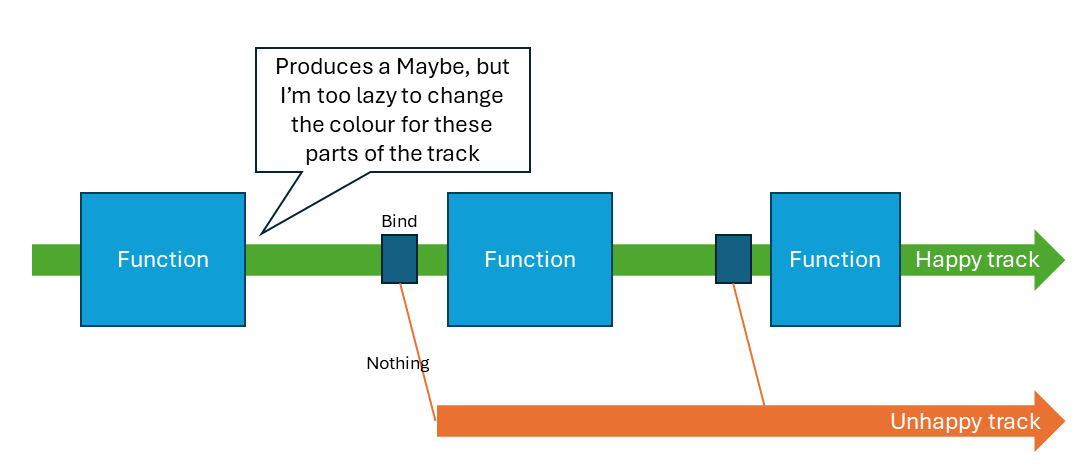 Produces a Maybe, but
I'm too lazy to change
the colour for these
parts of the track
Bind
Function
Function
Function
Happy track
Nothing
Unhappy track